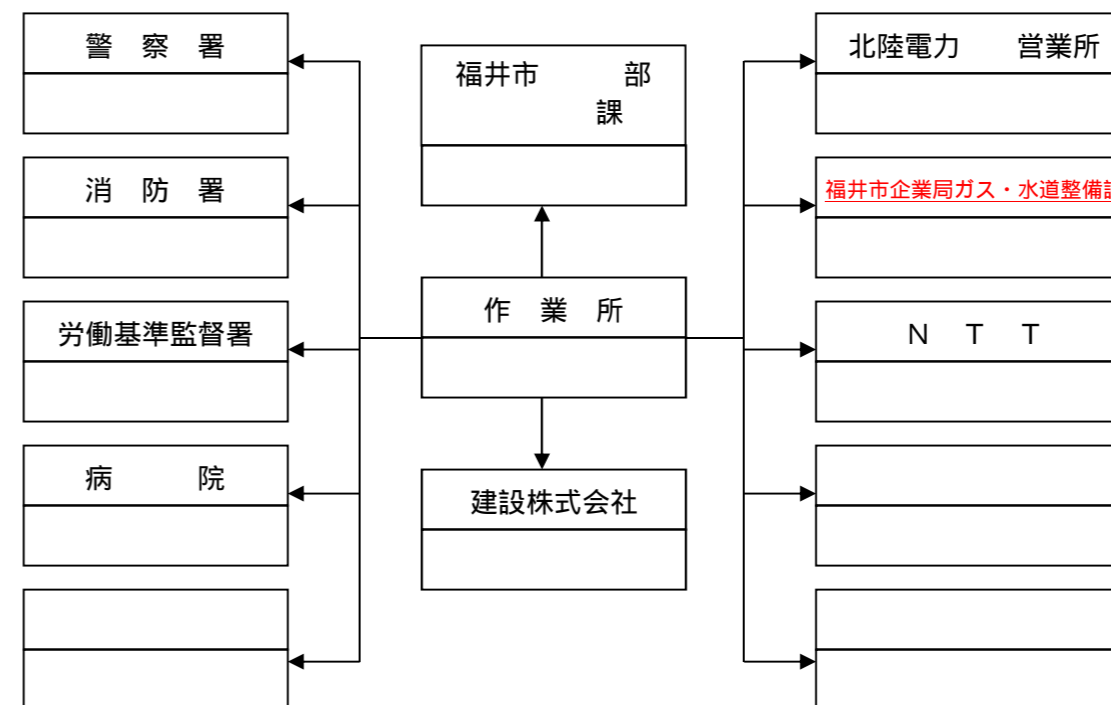 警　察　署
消　防　署
労働基準監督署
病　　　院
福井市　　　部
課
作　業　所
建設株式会社
北陸電力　　営業所
福井市企業局ガス・水道整備
Ｎ　Ｔ　Ｔ